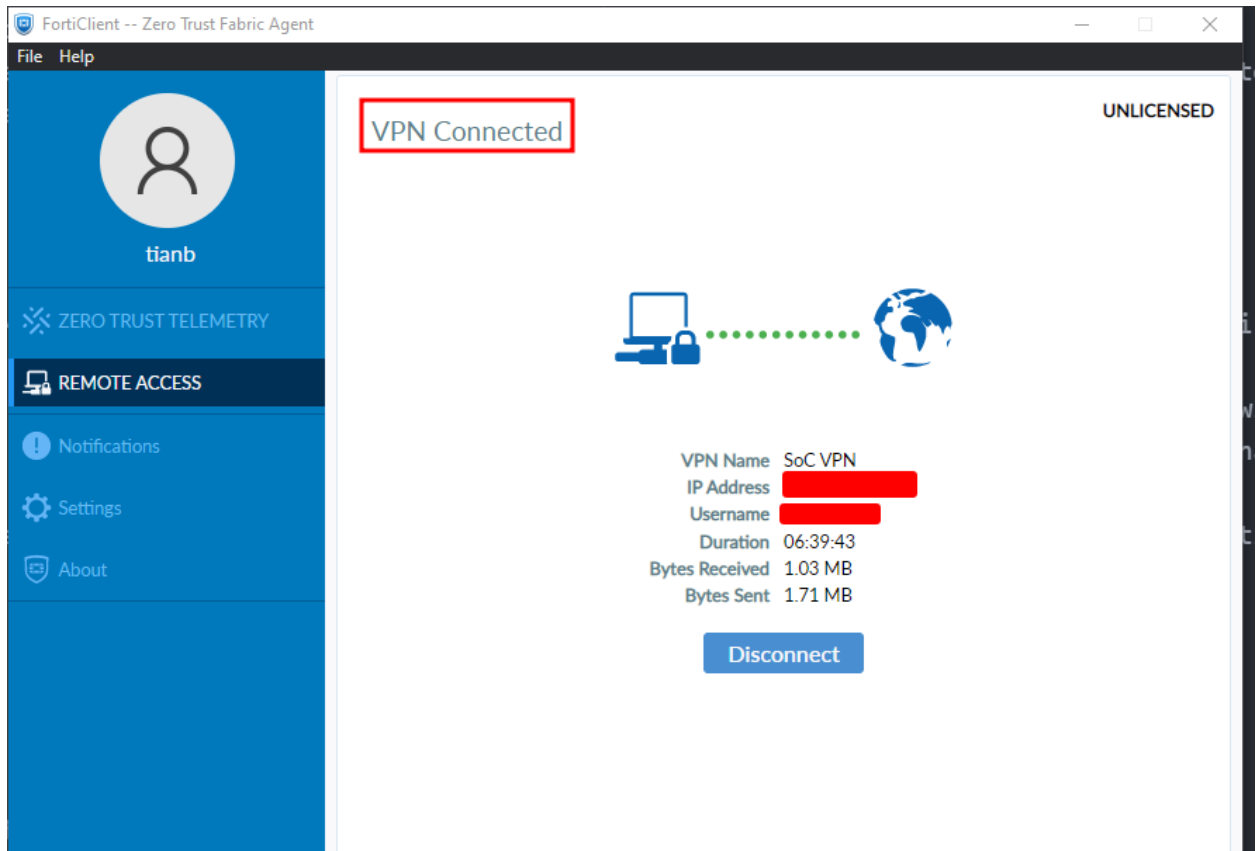 FortiClient -- Zero Trust Fabric Agent
File Help
UNLICENSED
VPN Connected
tianb
ZERO TRUST TELEMETRY
REMOTE ACCESS
Notifications
Settings
About
VPN Name SoC VPN
IP Address
Username
Duration 06:39:43
Bytes Received 1.03 MB
Bytes Sent 1.71 MB
Disconnect